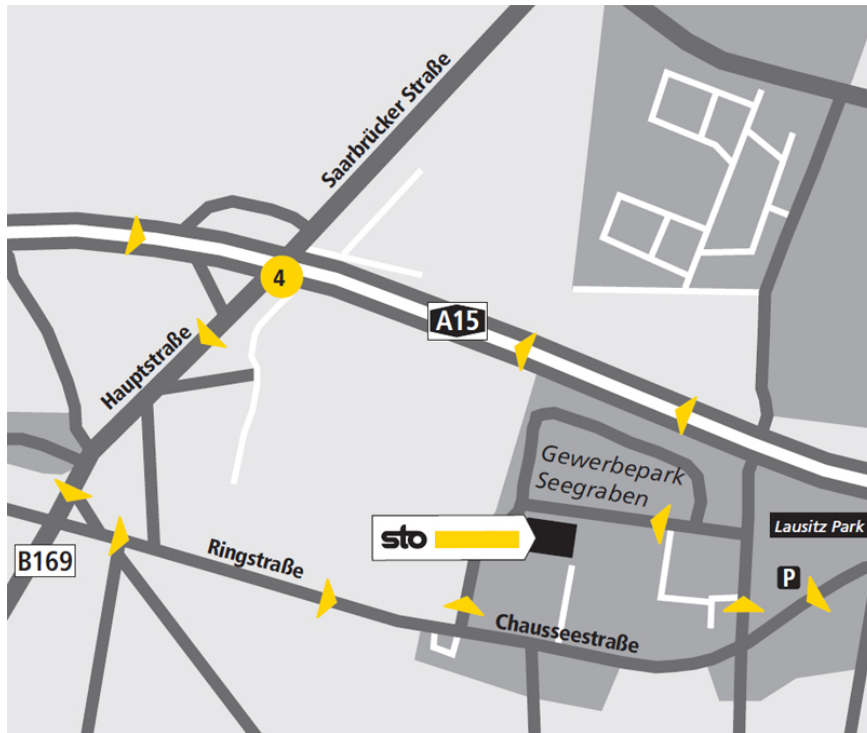 Saarbrücker Straße
4
A15
Hauptstraße
Gewerbepark
Seegraben
Lausitz Park
sto
B169
Ringstraße
P
Chausseestraße